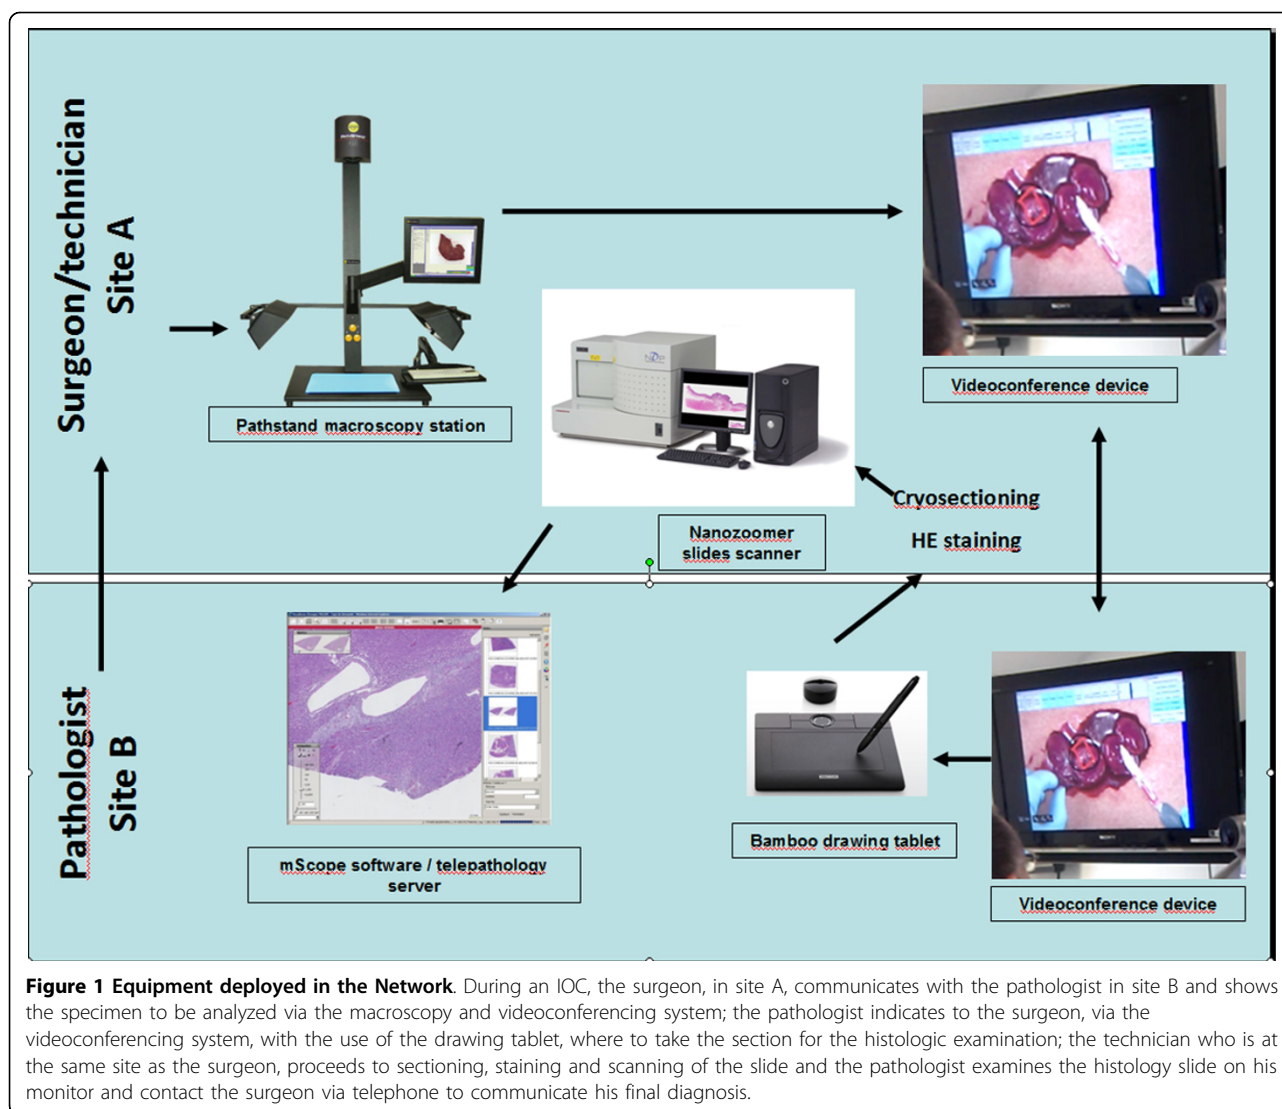 Surgeon/technician
Site A
Pathstand macroscopy station
NDP
Nanozoomer
slides scanner
Cryosectioning
HE staining
SONY
Videoconference device
Pathologist
Site B
mScope software / telepathology
server
Bamboo drawing tablet
SONY
Videoconference device
Figure 1 Equipment deployed in the Network. During an IOC, the surgeon, in site A, communicates with the pathologist in site B and shows
the specimen to be analyzed via the macroscopy and videoconferencing system; the pathologist indicates to the surgeon, via the
videoconferencing system, with the use of the drawing tablet, where to take the section for the histologic examination; the technician who is at
the same site as the surgeon, proceeds to sectioning, staining and scanning of the slide and the pathologist examines the histology slide on his
monitor and contact the surgeon via telephone to communicate his final diagnosis.